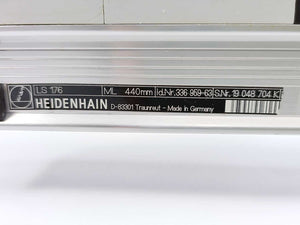 LS 176 ML 440mm Id.Nr. 336 969-63 S.Nr. 19 048 704 K
HEIDENHAIN D-83301 Traunreut - Made in Germany